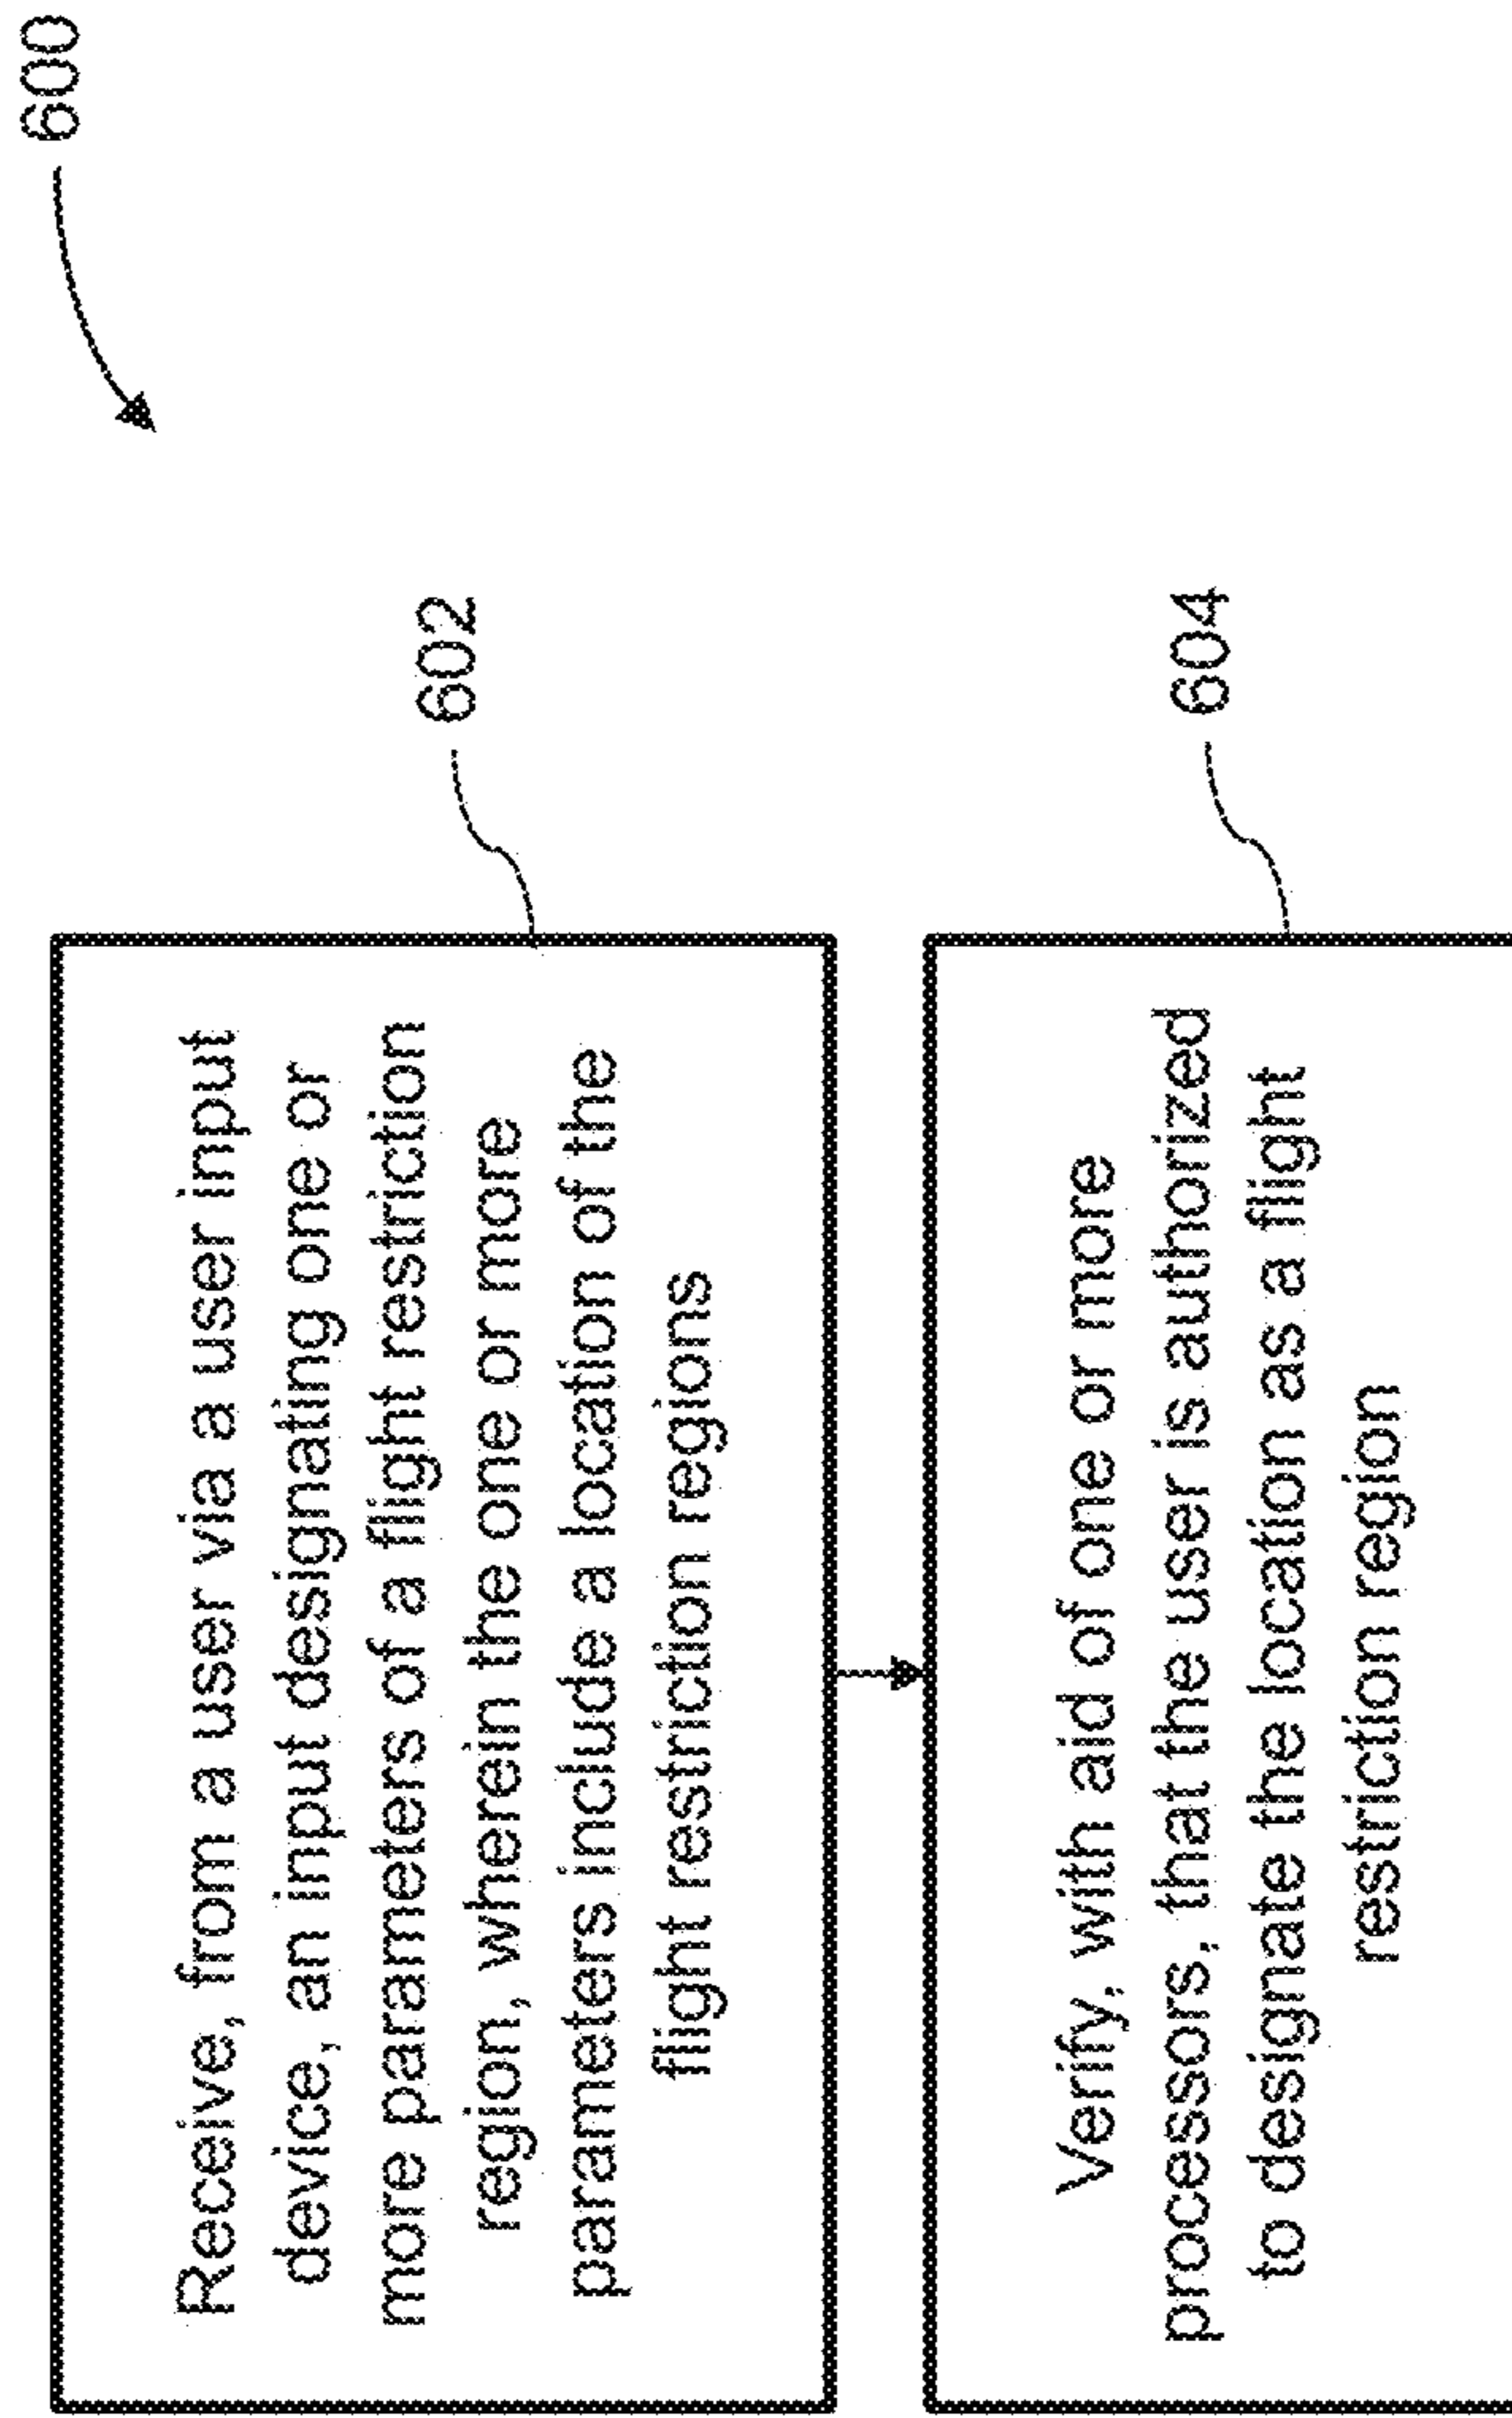 600
Receive, from a user via a user input
device, an input designating one or
more parameters of a flight restriction
region, wherein the one or more
parameters include a location of the
flight restriction regions
602
Verify, with aid of one or more
processors, that the user is authorized
to designate the location as a flight
restriction region
604